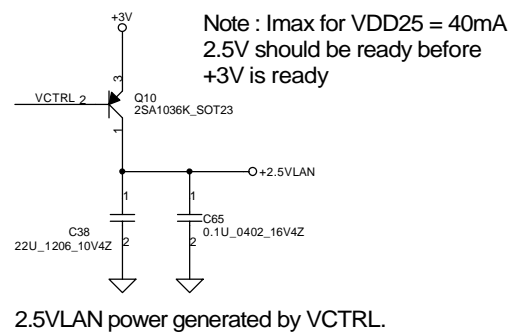 +3V
Note : Imax for VDD25 = 40mA
2.5V should be ready before
+3V is ready
3
VCTRL 2
Q10
2SA1036K_SOT23
1
+2.5VLAN
1
1
C38
22U_1206_10V4Z
2
C65
0.1U_0402_16V4Z
2
2.5VLAN power generated by VCTRL.